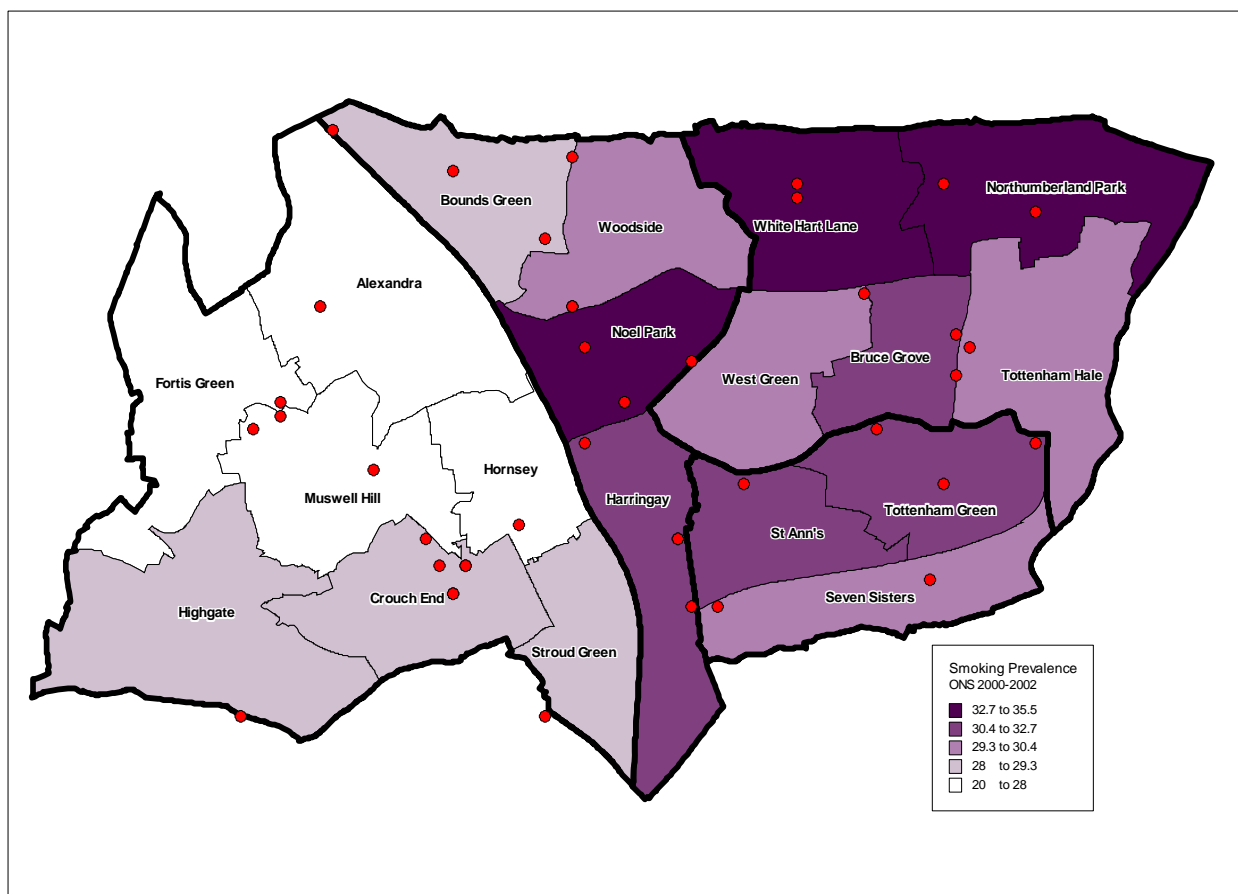 Bounds Green
Northumberland Park
Woodside
White Hart Lane
Alexandra
Noel Park
Bruce Grove
Fortis Green
West Green
Tottenham Hale
Hornsey
Muswell Hill
Harringay
Tottenham Green
St Ann's
Highgate
Crouch End
Seven Sisters
Stroud Green
Smoking Prevalence
ONS 2000-2002
32.7 to 35.5
30.4 to 32.7
29.3 to 30.4
28 to 29.3
20 to 28